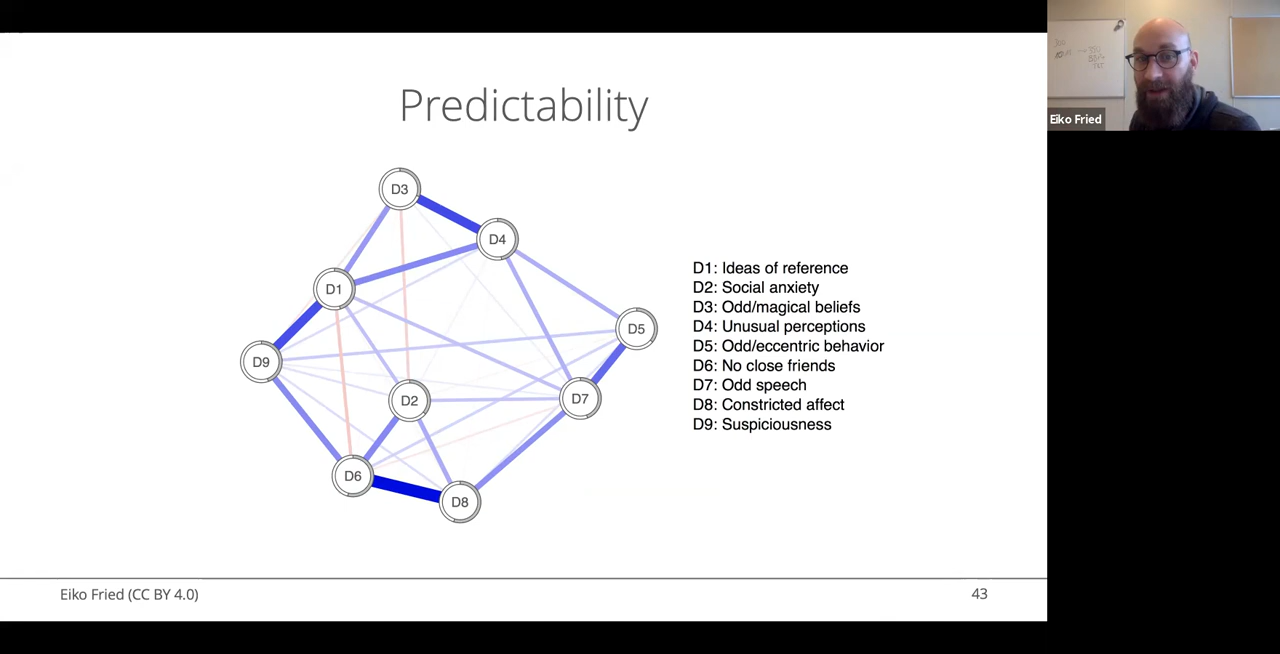 Predictability
D3
D4
D1
D5
D9
D2
D7
D6
D8
D1: Ideas of reference
D2: Social anxiety
D3: Odd/magical beliefs
D4: Unusual perceptions
D5: Odd/eccentric behavior
D6: No close friends
D7: Odd speech
D8: Constricted affect
D9: Suspiciousness
Eiko Fried (CC BY 4.0)
43
Eiko Fried